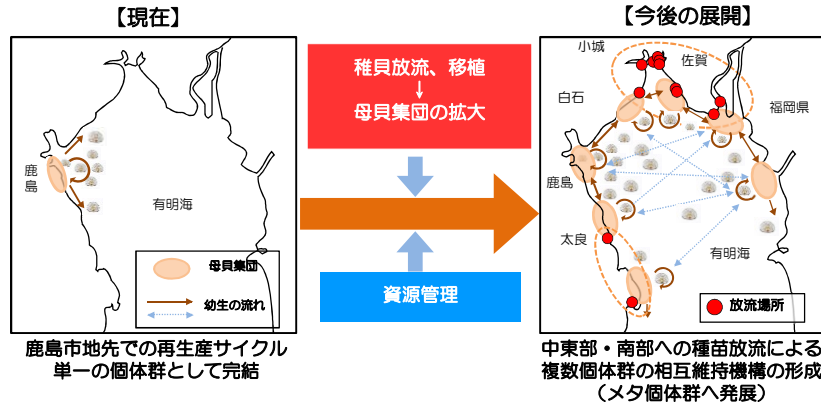 【現在】
鹿島
有明海
母貝集団
幼生の流れ
鹿島市地先での再生産サイクル
単一の個体群として完結
稚貝放流、移植
↓
母貝集団の拡大
資源管理
【今後の展開】
小城
佐賀
白石
福岡県
鹿島
太良
有明海
放流場所
中東部・南部への種苗放流による
複数個体群の相互維持機構の形成
（メタ個体群へ発展）